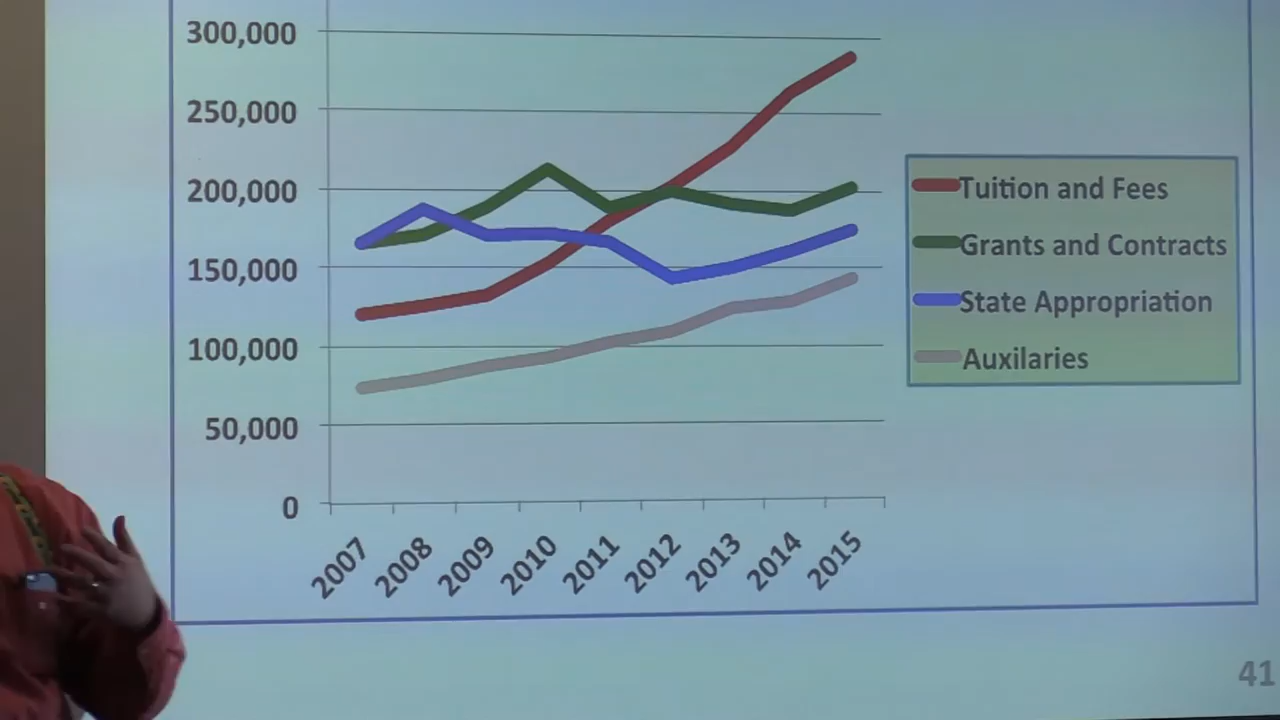 300,000
250,000
200,000
150,000
100,000
50,000
0
2007 2008 2009 2010 2011 2012 2013 2014 2015
Tuition and Fees
Grants and Contracts
State Appropriation
Auxilaries
41